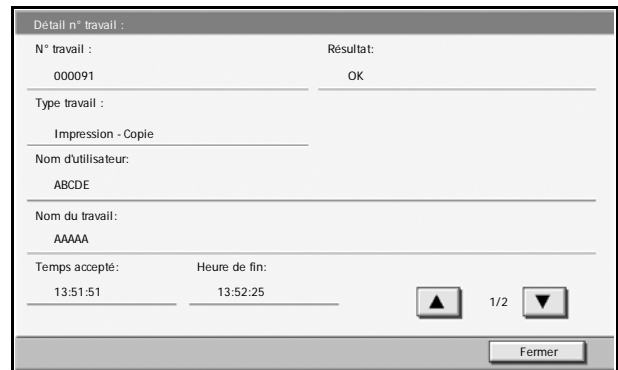 Détail n° travail :
N° travail :
Résultat:
000091
OK
Type travail :
Impression - Copie
Nom d'utilisateur:
ABCDE
Nom du travail:
AAAAA
Temps accepté:
Heure de fin:
13:51:51
13:52:25
1/2
Fermer